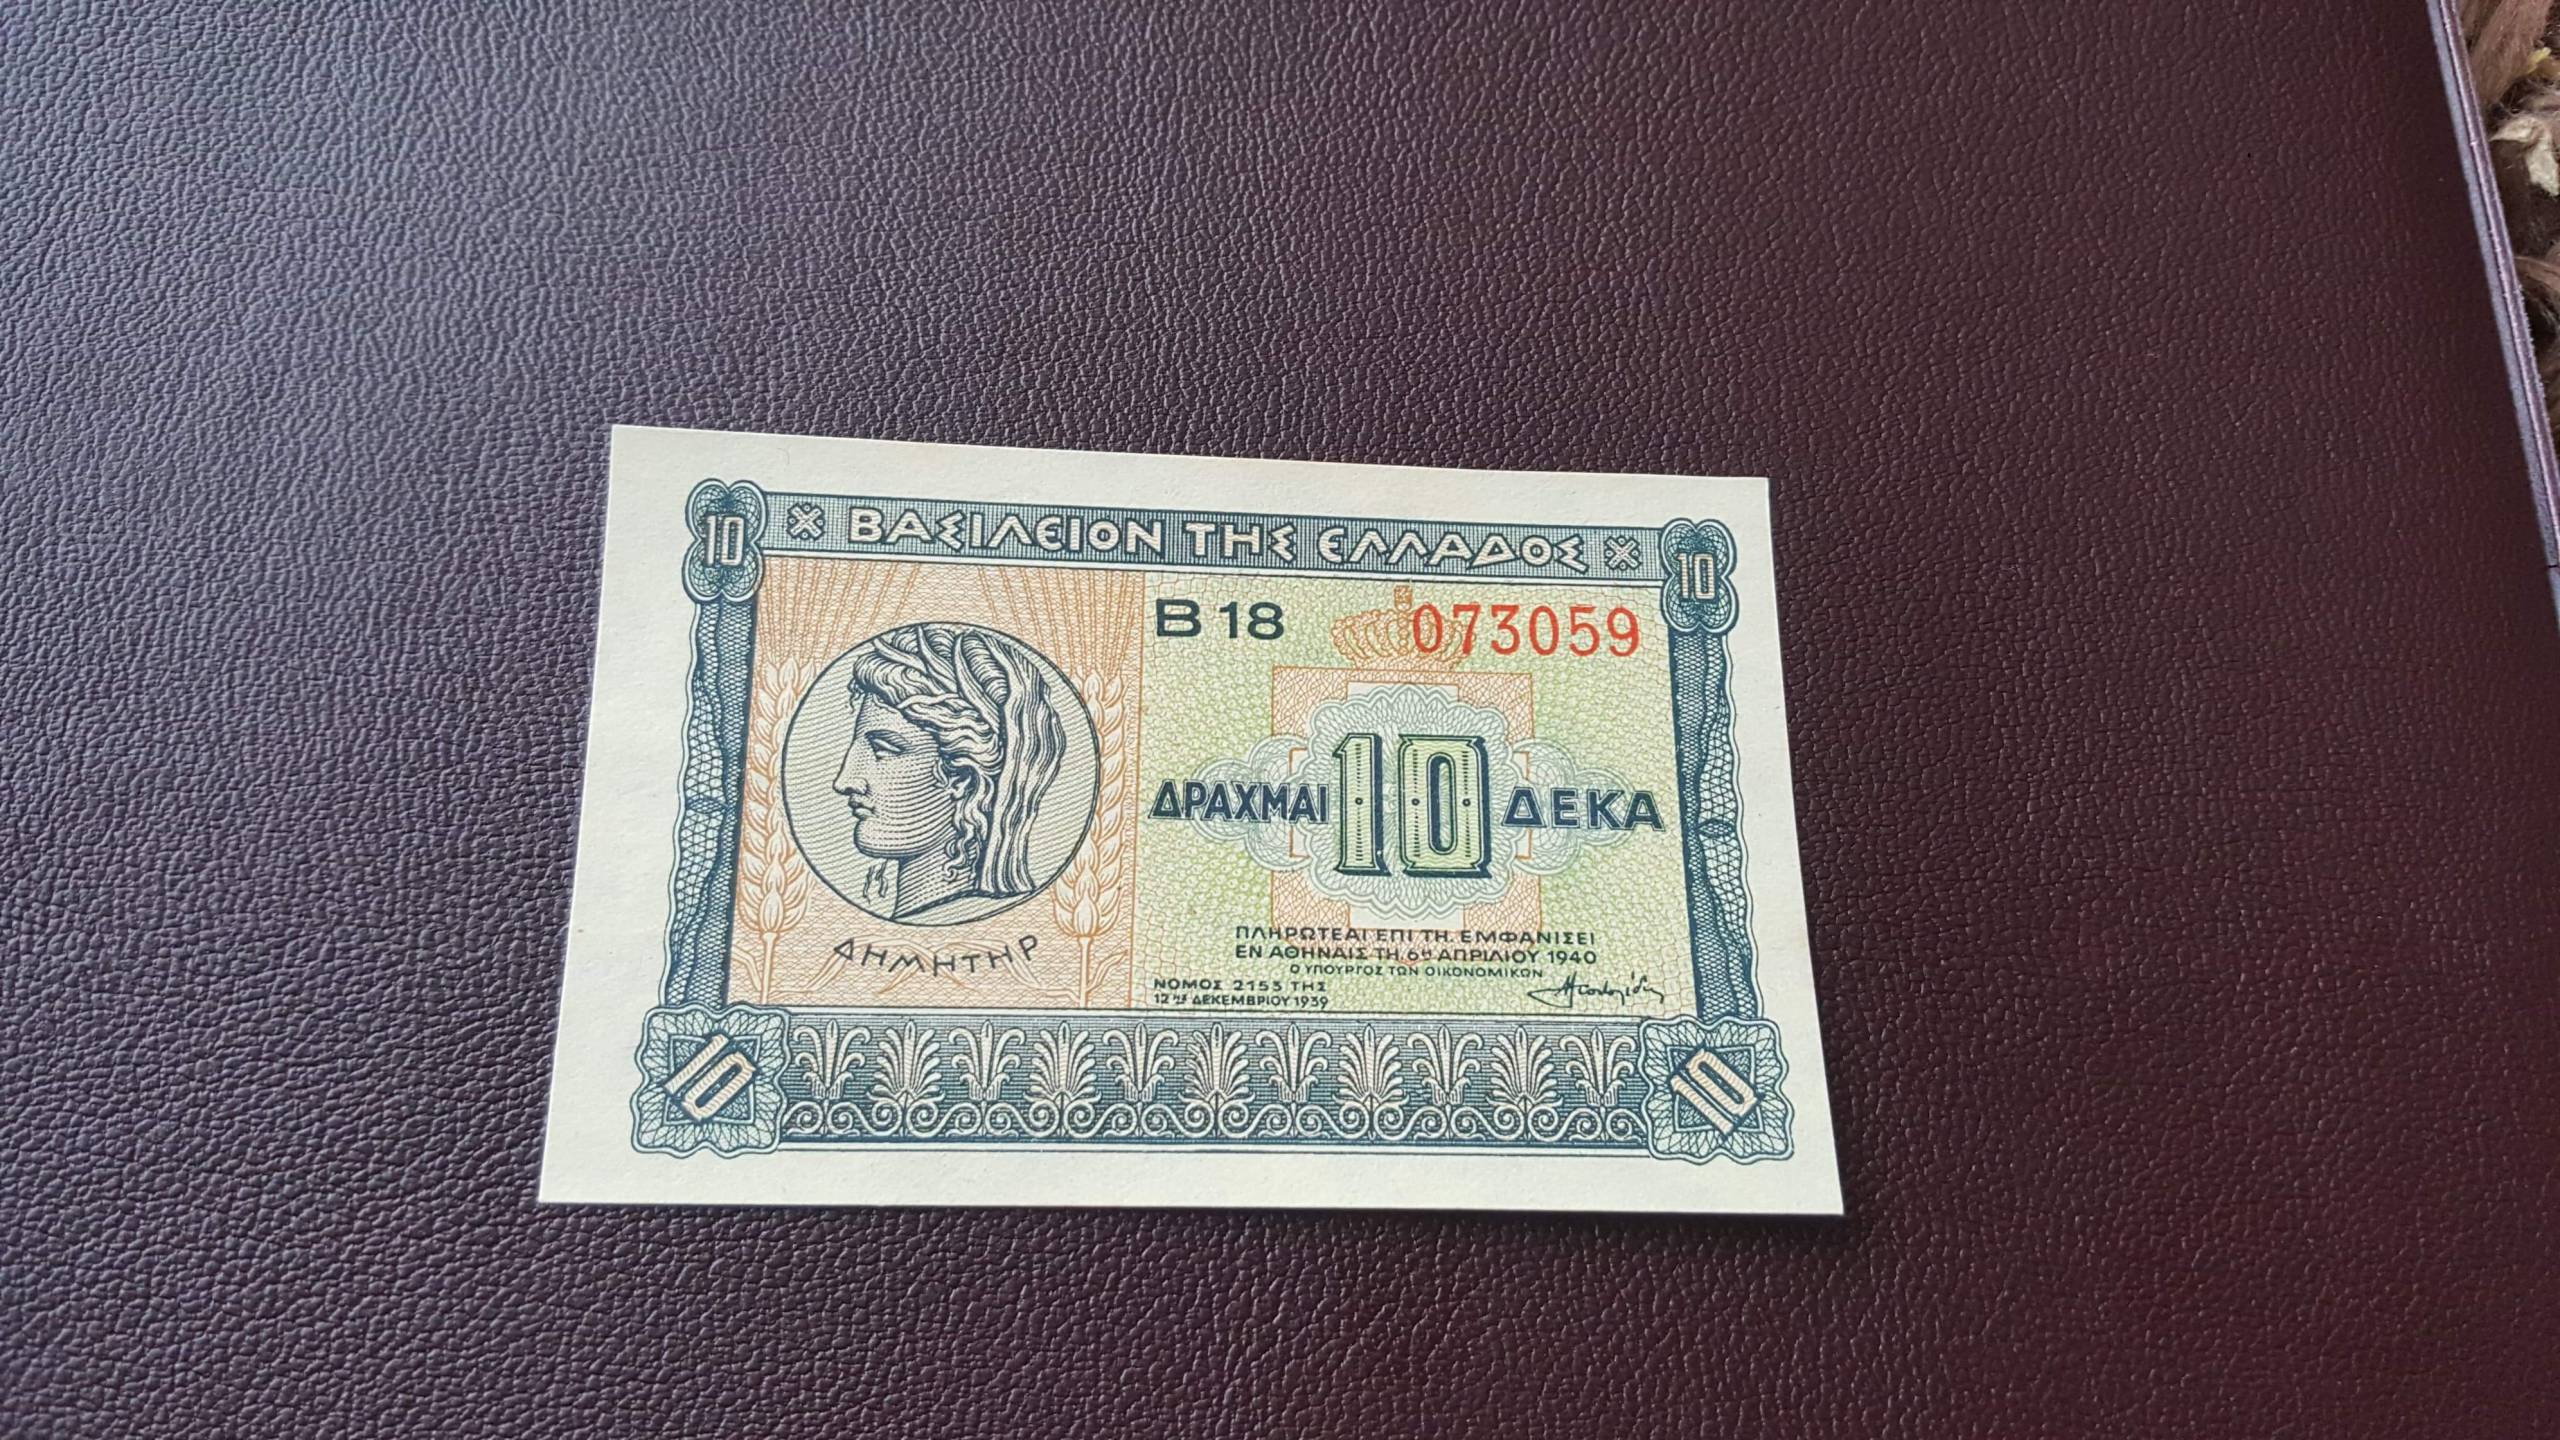 10 ΒΑΣΙΛΕΙΟΝ ΤΗΣ ΕΛΛΑΔΟΣ 10
Β 18 073059
ΔΡΑΧΜΑΙ 10 ΔΕΚΑ
ΔΗΜΗΤΗΡ
ΠΛΗΡΩΤΕΑΙ ΕΠΙ ΤΗ, ΕΜΦΑΝΙΣΕΙ
ΕΝ ΑΘΗΝΑΙΣ ΤΗ, 6ῃ ΑΠΡΙΛΙΟΥ 1940
Ο ΥΠΟΥΡΓΟΣ ΤΩΝ ΟΙΚΟΝΟΜΙΚΩΝ
ΝΟΜΟΣ 2153 ΤΗΣ
12ης ΔΕΚΕΜΒΡΙΟΥ 1939
10 10